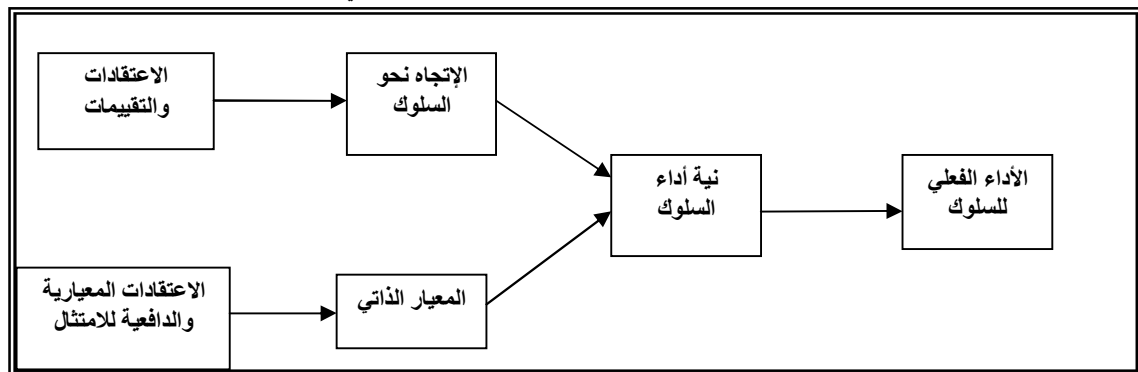 الاعتقادات
والتقييمات
الإتجاه نحو
السلوك
نية أداء
السلوك
الأداء الفعلي
للسلوك
الاعتقادات المعيارية
والدافعية للامتثال
المعيار الذاتي